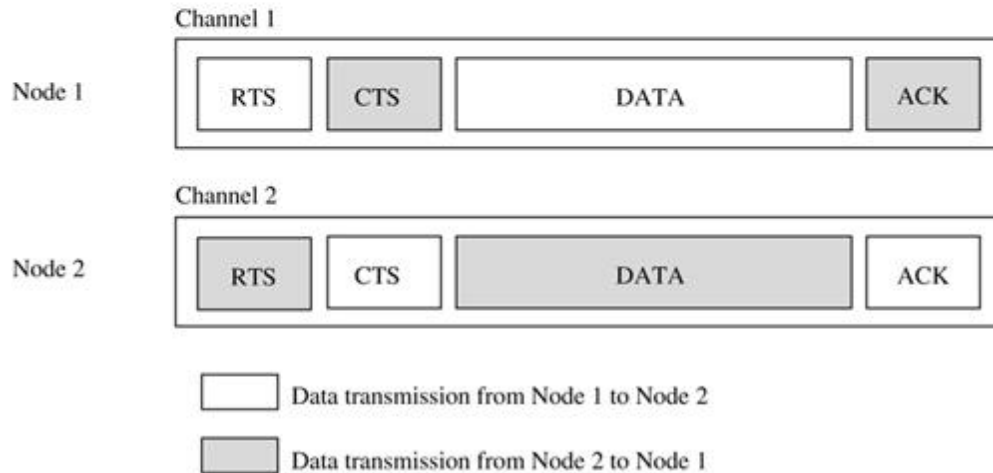 Channel 1
Node 1
RTS
CTS
DATA
ACK
Channel 2
Node 2
RTS
CTS
DATA
ACK
Data transmission from Node 1 to Node 2
Data transmission from Node 2 to Node 1